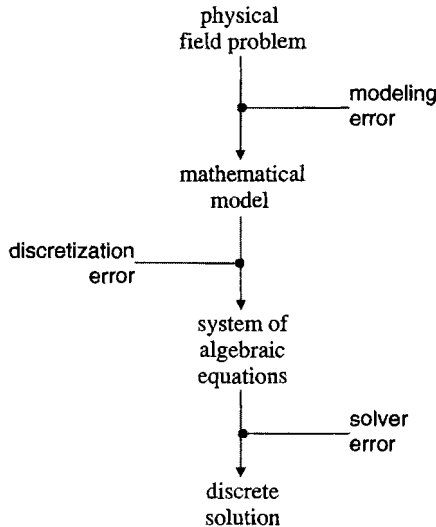 physical
field problem
modeling
error
mathematical
model
discretization
error
system of
algebraic
equations
solver
error
discrete
solution